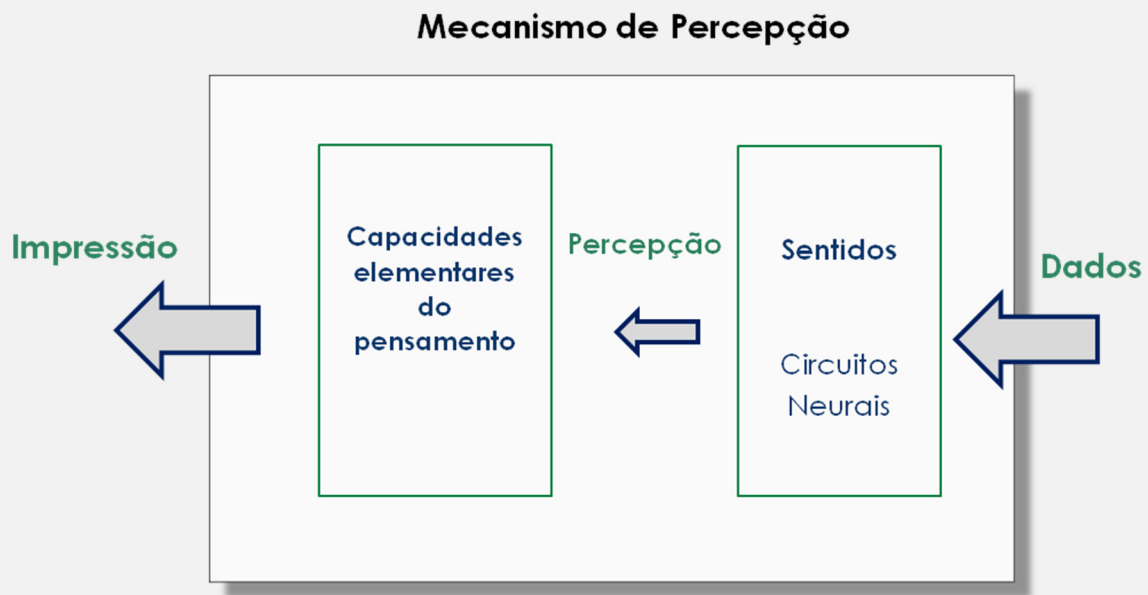 Mecanismo de Percepção
Impressão
Capacidades
elementares
do
pensamento
Percepção
Sentidos
Circuitos
Neurais
Dados